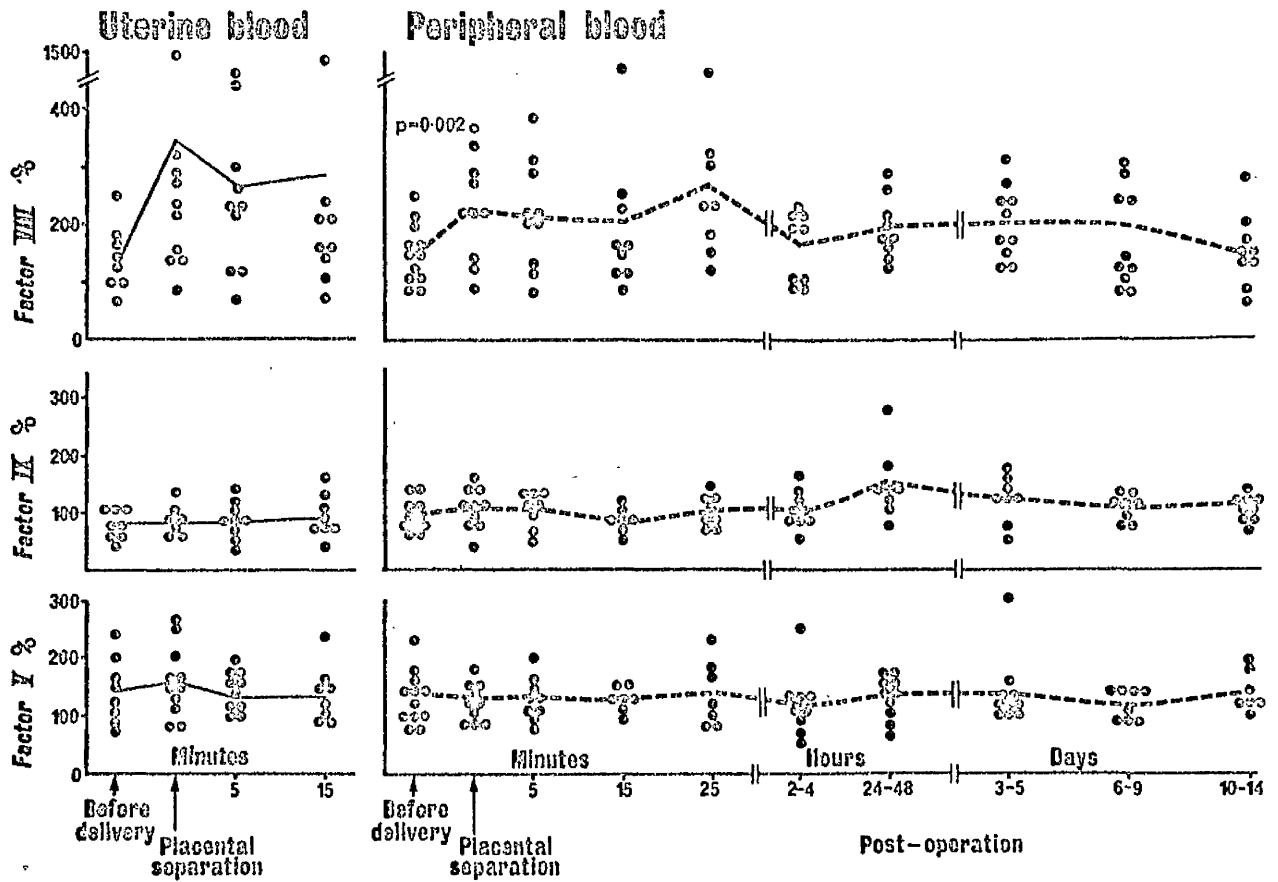 Uterine blood
Peripheral blood
Factor VIII %
1500
400
200
0
p=0·002
Factor IX %
300
200
100
Factor V %
300
200
100
0
Minutes
Minutes
Hours
Days
5
15
5
15
25
2-4
24-48
3-5
6-9
10-14
Before
delivery
Placental
separation
Before
delivery
Placental
separation
Post-operation